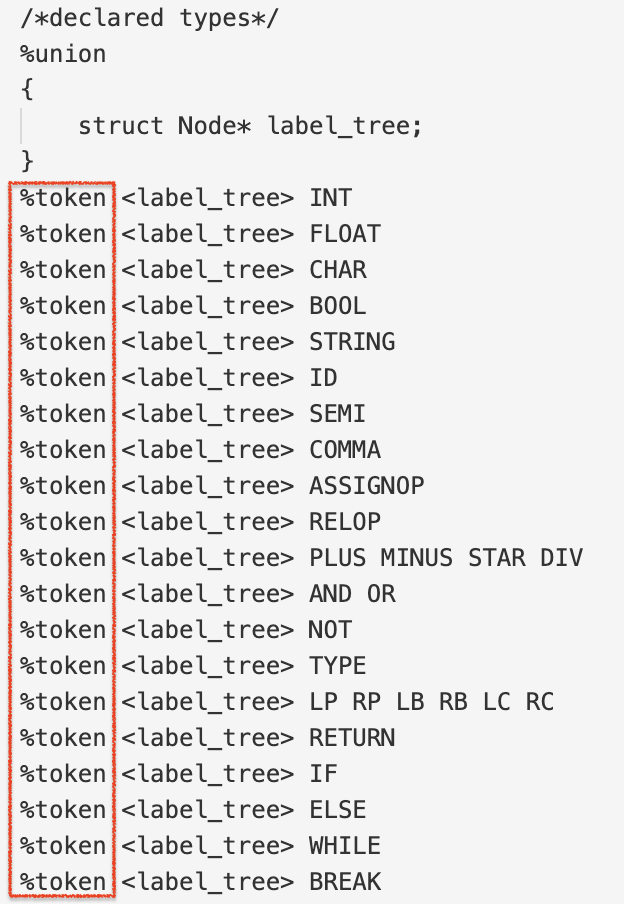 /*declared types*/
%union
{
struct Node* label_tree;
}
%token <label_tree> INT
%token <label_tree> FLOAT
%token <label_tree> CHAR
%token <label_tree> BOOL
%token <label_tree> STRING
%token <label_tree> ID
%token <label_tree> SEMI
%token <label_tree> COMMA
%token <label_tree> ASSIGNOP
%token <label_tree> RELOP
%token <label_tree> PLUS MINUS STAR DIV
%token <label_tree> AND OR
%token <label_tree> NOT
%token <label_tree> TYPE
%token <label_tree> LP RP LB RB LC RC
%token <label_tree> RETURN
%token <label_tree> IF
%token <label_tree> ELSE
%token <label_tree> WHILE
%token <label_tree> BREAK